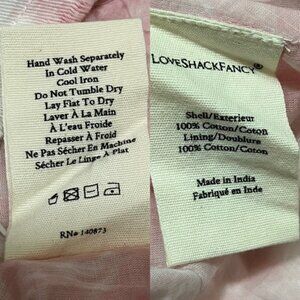 Hand Wash Separately
In Cold Water
Cool Iron
Do Not Tumble Dry
Lay Flat To Dry
Laver À La Main
À L'eau Froide
Repasser À Froid
Ne Pas Sécher En Machine
Sécher Le Linge À Plat
RN# 140873
LOVESHACKFANCY®
Shell/Exterieur
100% Cotton/Coton
Lining/Doublure
100% Cotton/Coton
Made in India
Fabriqué en Inde